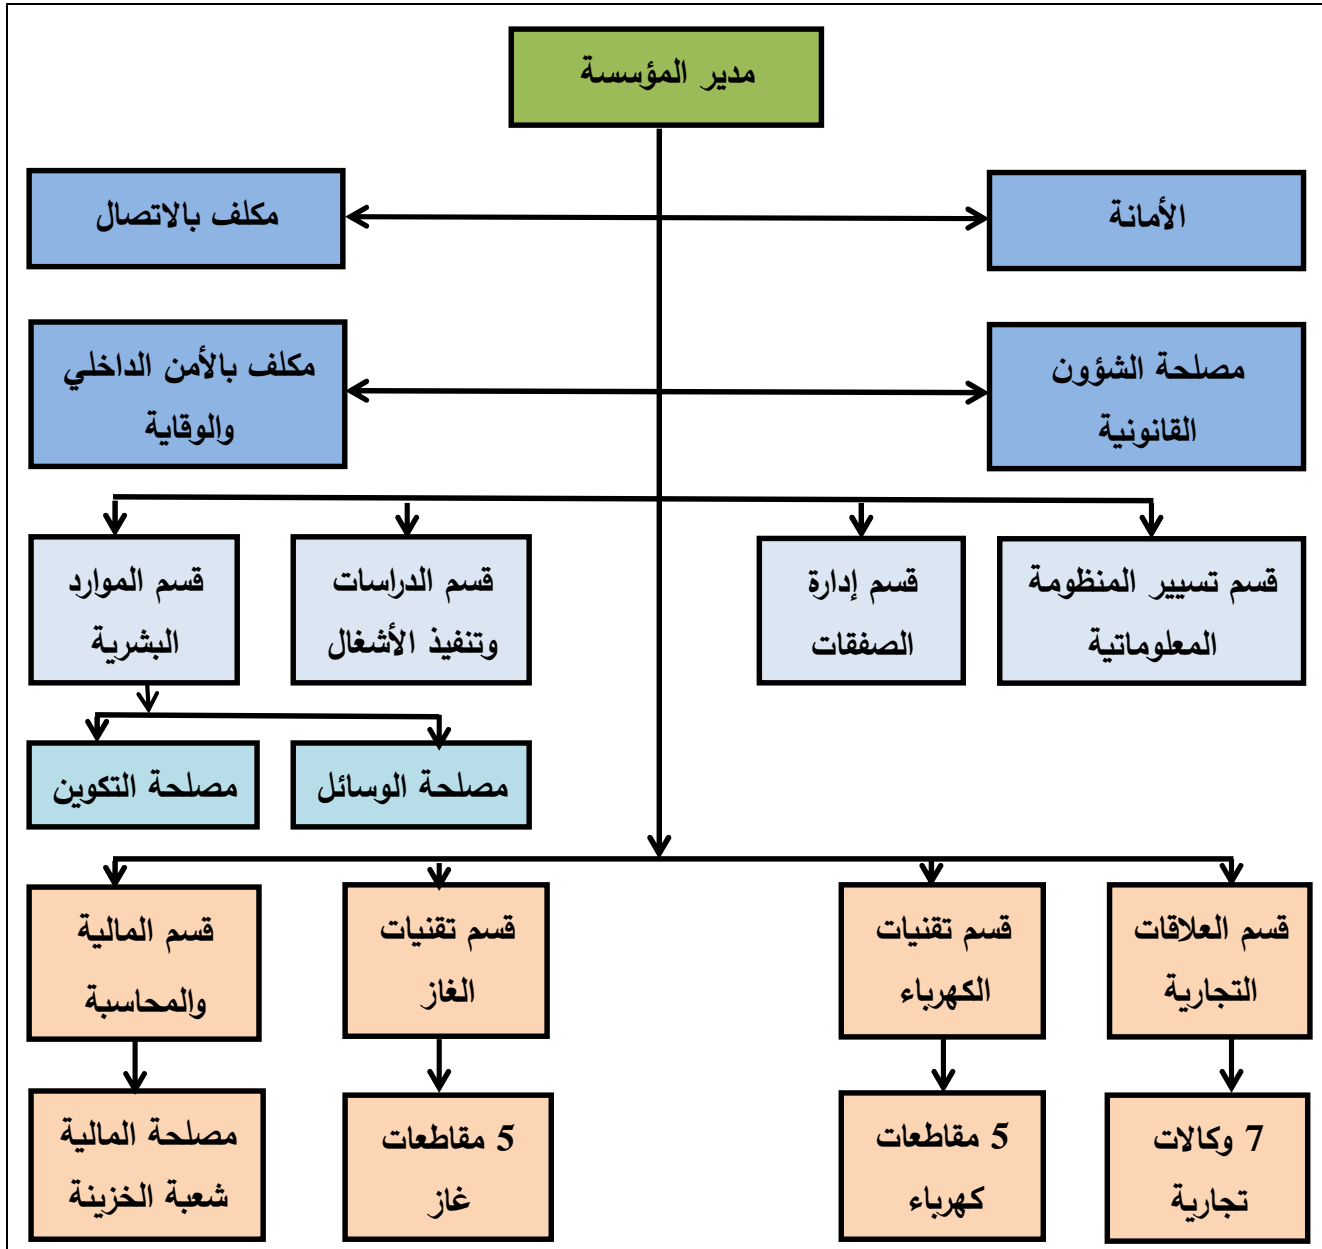 مدير المؤسسة
الأمانة
مكلف بالاتصال
مصلحة الشؤون
القانونية
مكلف بالأمن الداخلي
والوقاية
قسم تسيير المنظومة
المعلوماتية
قسم إدارة
الصفقات
قسم الدراسات
وتنفيذ الأشغال
قسم الموارد
البشرية
مصلحة الوسائل
مصلحة التكوين
قسم العلاقات
التجارية
قسم تقنيات
الكهرباء
قسم تقنيات
الغاز
قسم المالية
والمحاسبة
7 وكالات
تجارية
5 مقاطعات
كهرباء
5 مقاطعات
غاز
مصلحة المالية
شعبة الخزينة